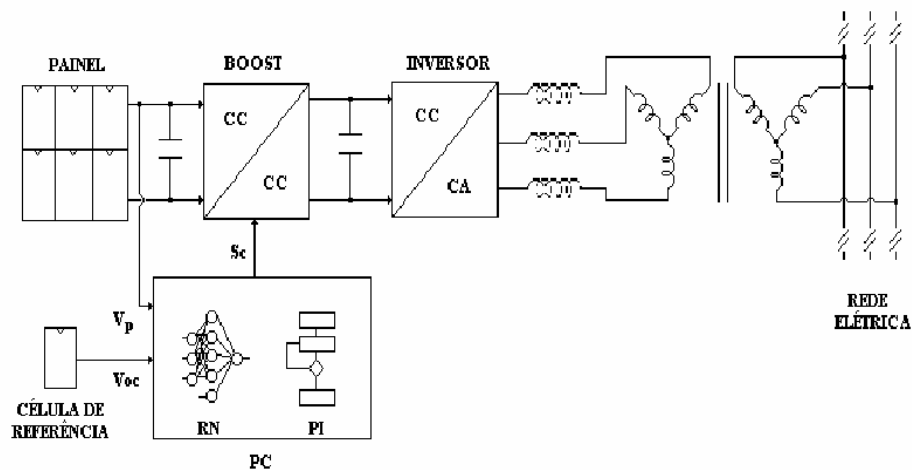 PAINEL
BOOST
INVERSOR
CC
CC
CC
CA
Sc
Vp
Voc
CÉLULA DE
REFERÊNCIA
RN
PI
PC
REDE
ELÉTRICA